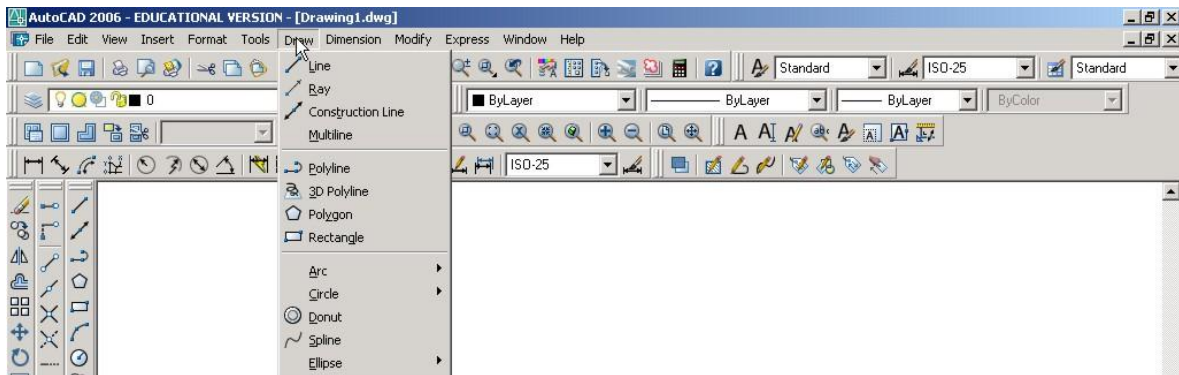 AutoCAD 2006 - EDUCATIONAL VERSION - [Drawing1.dwg]
File Edit View Insert Format Tools Draw Dimension Modify Express Window Help
Line
Standard ISO-25 Standard
Ray
0 ByLayer ByLayer ByLayer ByColor
Construction Line
Multiline
ISO-25
Polyline
3D Polyline
Polygon
Rectangle
Arc
Circle
Donut
Spline
Ellipse